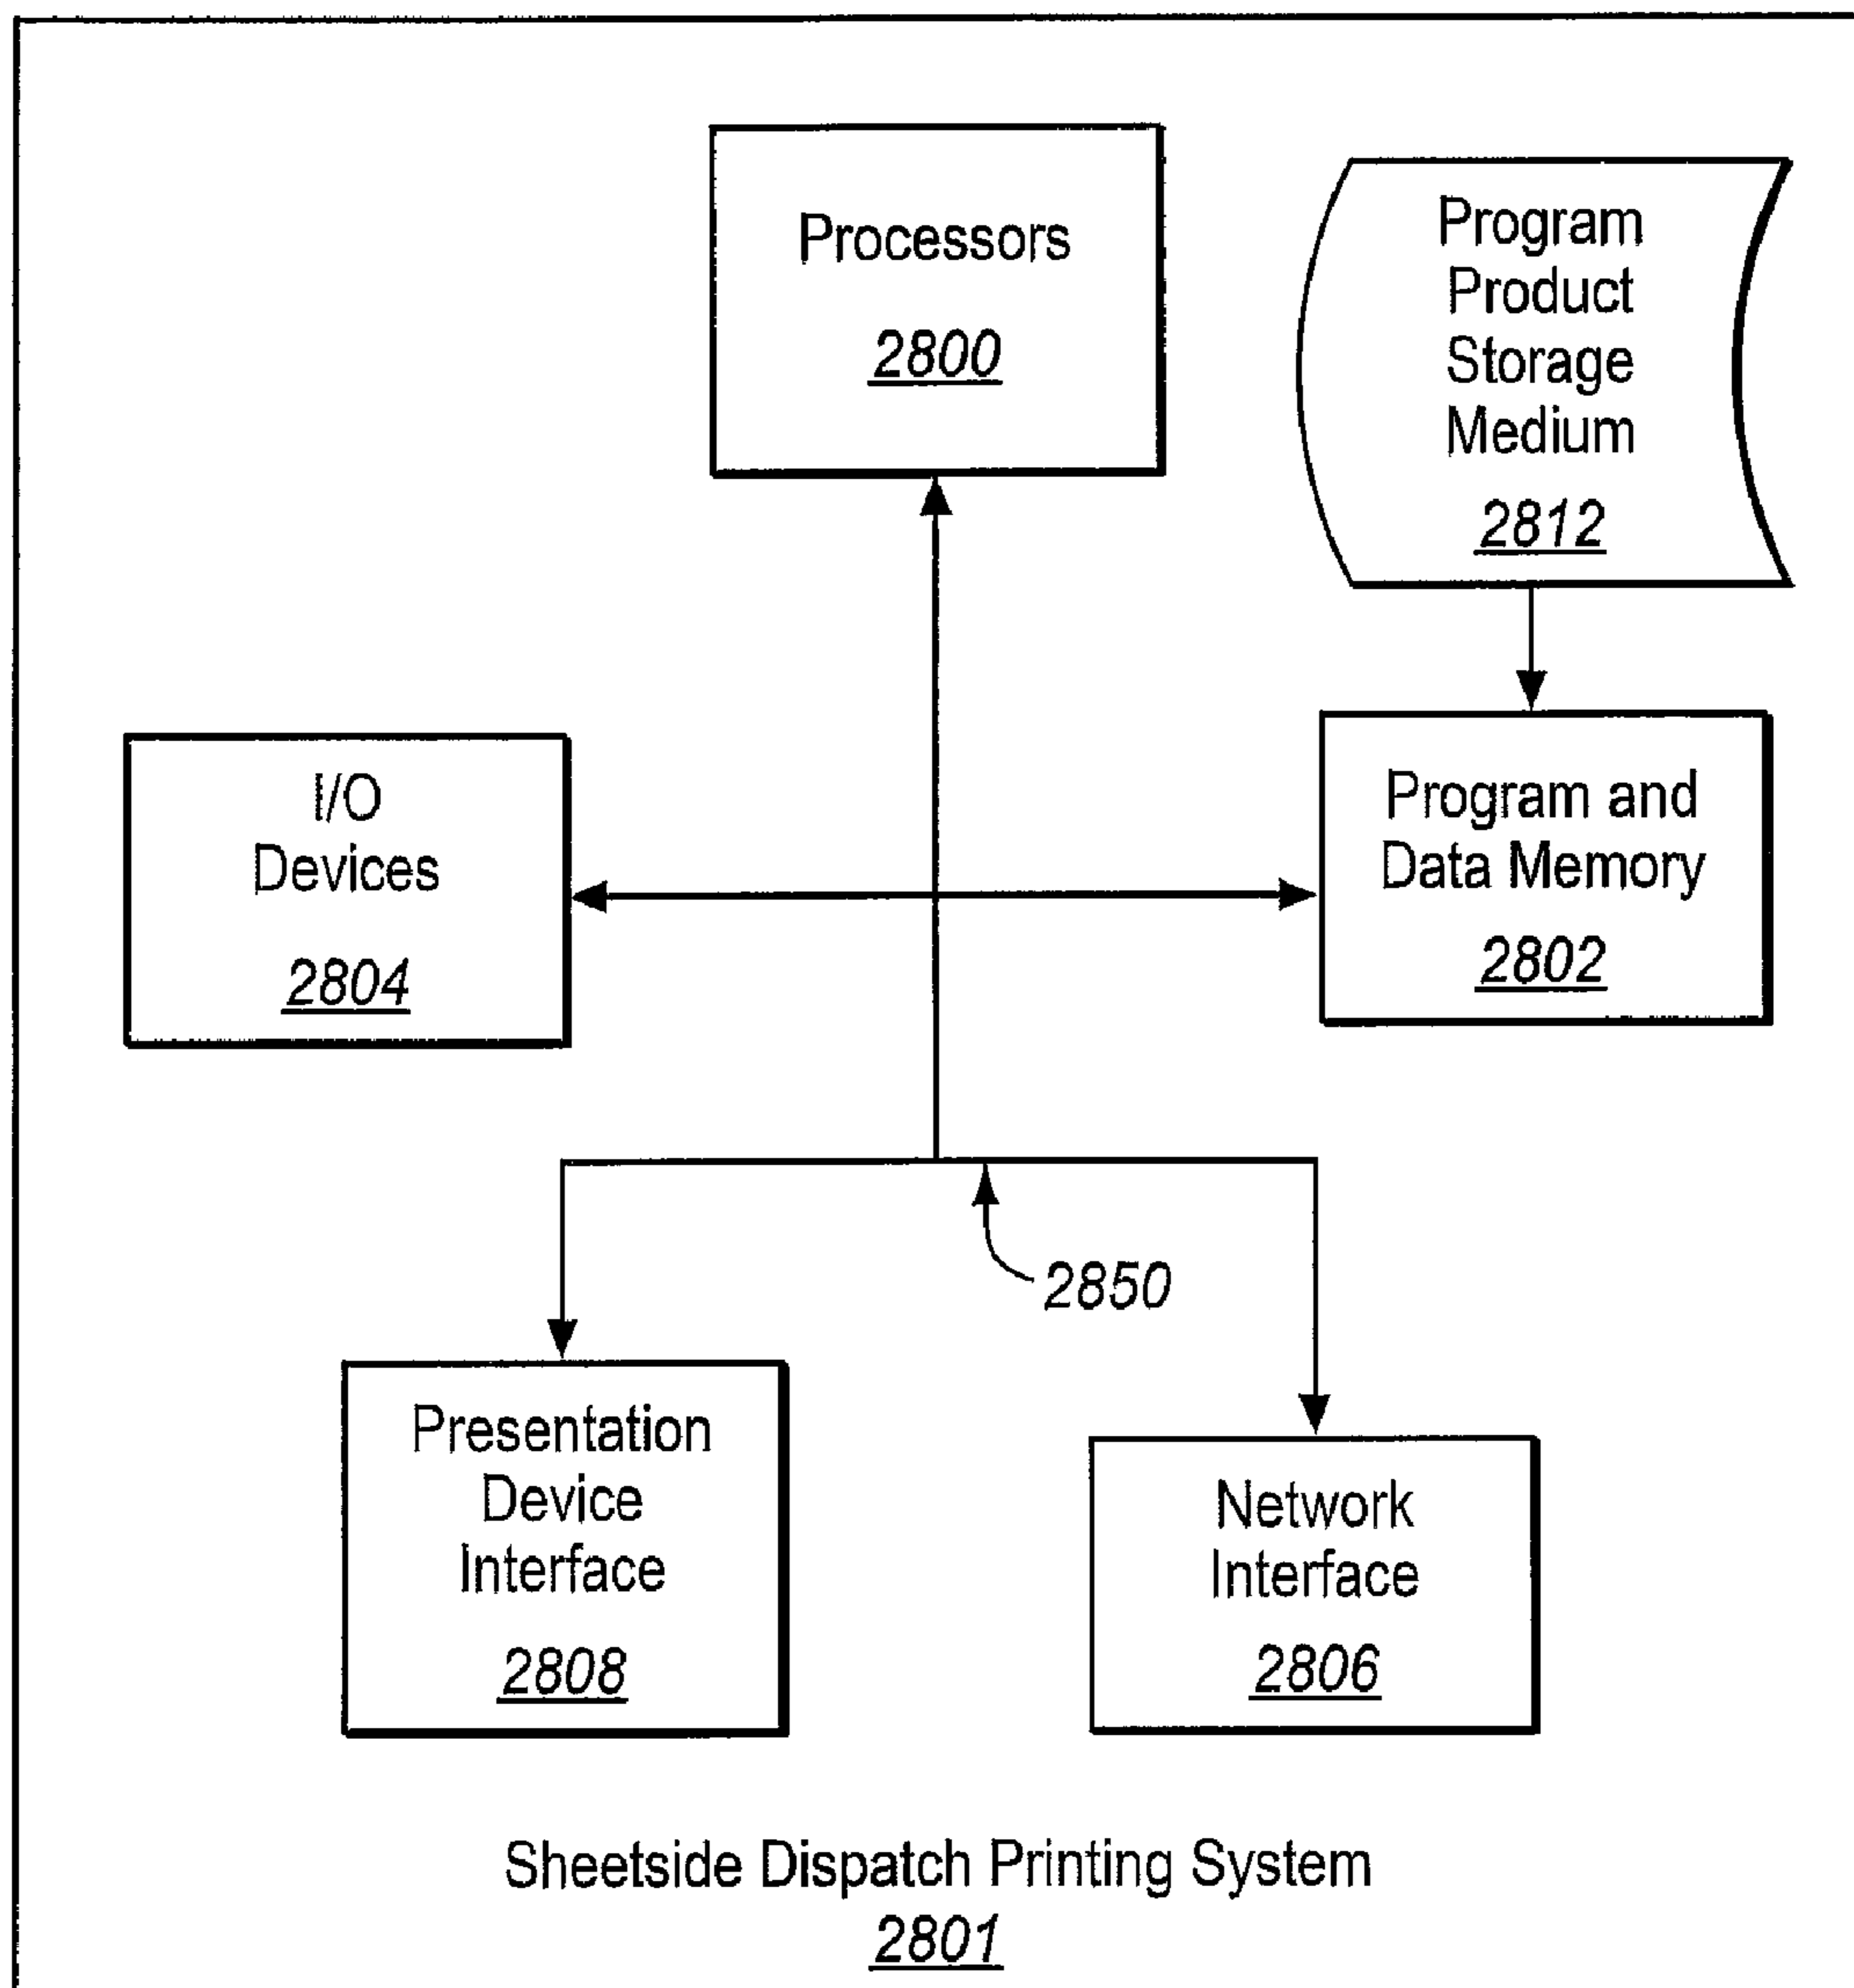 Processors
2800
Program
Product
Storage
Medium
2812
I/O
Devices
2804
Program and
Data Memory
2802
2850
Presentation
Device
Interface
2808
Network
Interface
2806
Sheetside Dispatch Printing System
2801